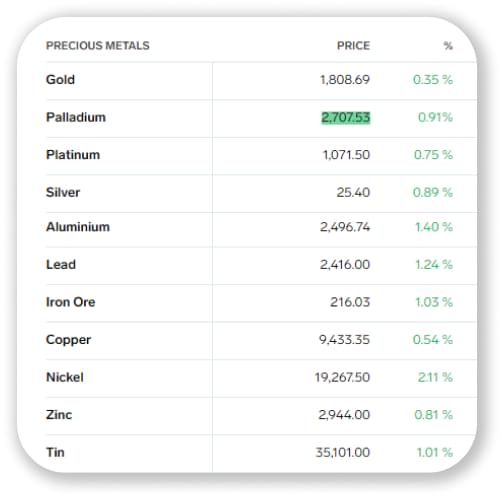 PRECIOUS METALS PRICE %
Gold 1,808.69 0.35 %
Palladium 2,707.53 0.91%
Platinum 1,071.50 0.75 %
Silver 25.40 0.89 %
Aluminium 2,496.74 1.40 %
Lead 2,416.00 1.24 %
Iron Ore 216.03 1.03 %
Copper 9,433.35 0.54 %
Nickel 19,267.50 2.11 %
Zinc 2,944.00 0.81 %
Tin 35,101.00 1.01 %